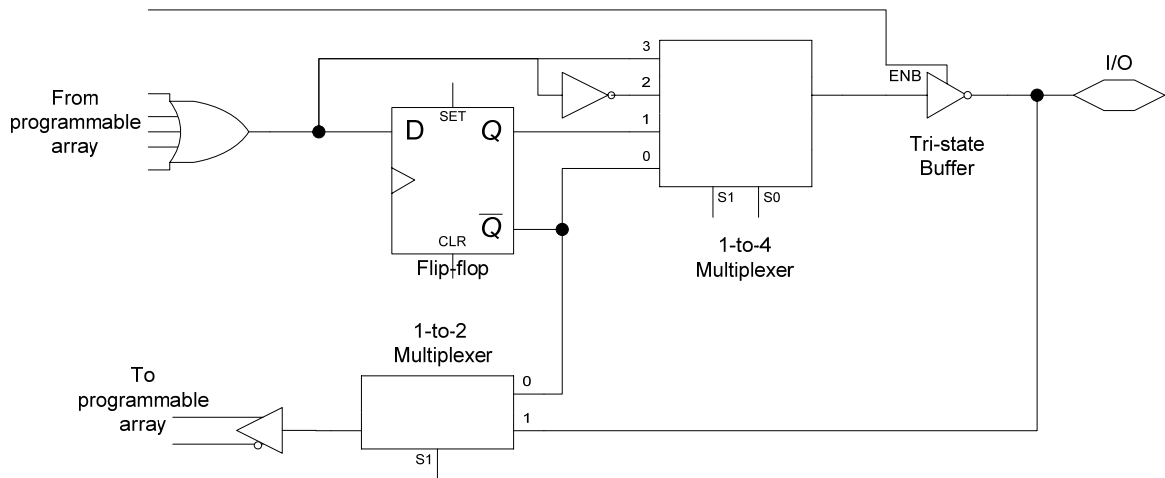 3
I/O
ENB
2
From
programmable
array
SET
D
Q
1
Tri-state
Buffer
0
S1
S0
Q
CLR
Flip-flop
1-to-4
Multiplexer
1-to-2
Multiplexer
To
programmable
array
0
1
S1